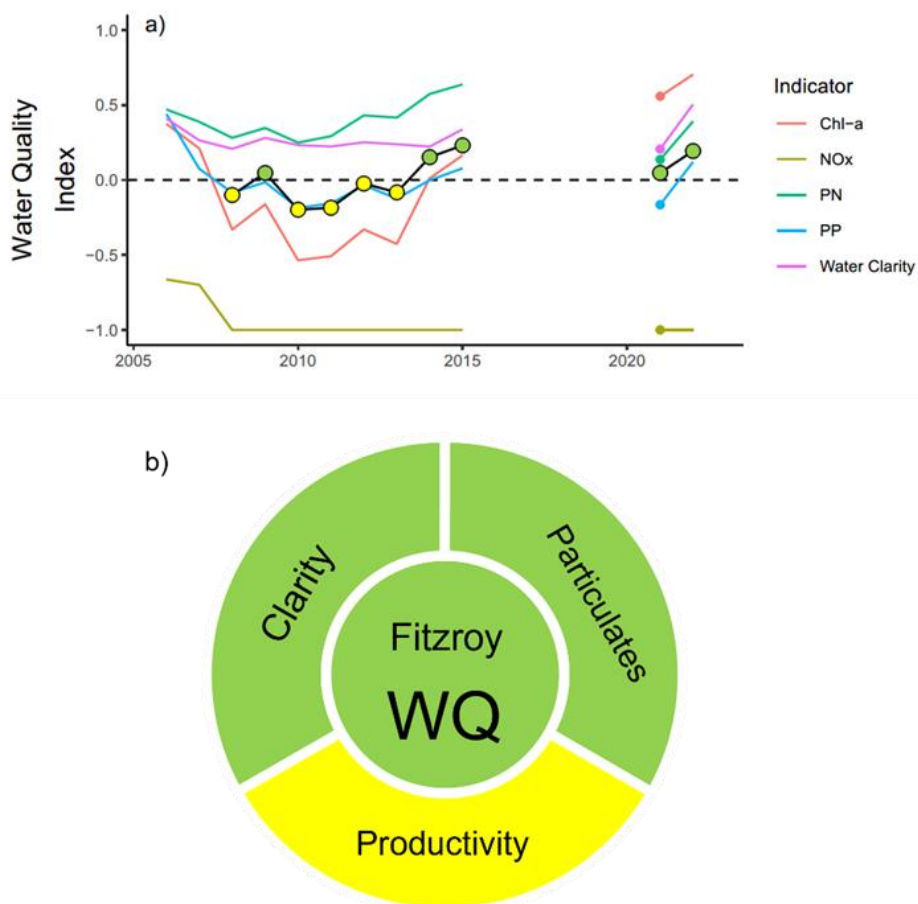 a)
1.0
0.5
0.0
−0.5
−1.0
Water Quality
Index
2005
2010
2015
2020
Indicator
Chl−a
NOx
PN
PP
Water Clarity
b)
Clarity
Particulates
Fitzroy
WQ
Productivity